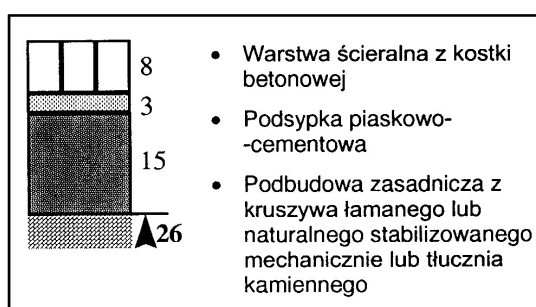 8
3
15
26
• Warstwa ścieralna z kostki
betonowej
• Podsypka piaskowo-
-cementowa
• Podbudowa zasadnicza z
kruszywa łamanego lub
naturalnego stabilizowanego
mechanicznie lub tłucznia
kamiennego